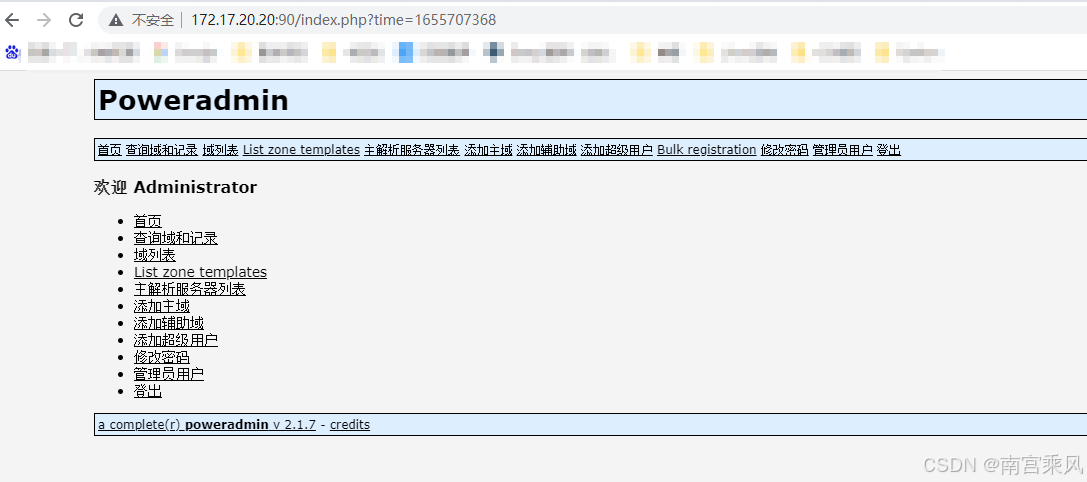 不安全 172.17.20.20:90/index.php?time=1655707368
Poweradmin
首页 查询域和记录 域列表 List zone templates 主解析服务器列表 添加主域 添加辅助域 添加超级用户 Bulk registration 修改密码 管理员用户 登出
欢迎 Administrator
首页
查询域和记录
域列表
List zone templates
主解析服务器列表
添加主域
添加辅助域
添加超级用户
修改密码
管理员用户
登出
a complete(r) poweradmin v 2.1.7 - credits
CSDN @南宫乘风